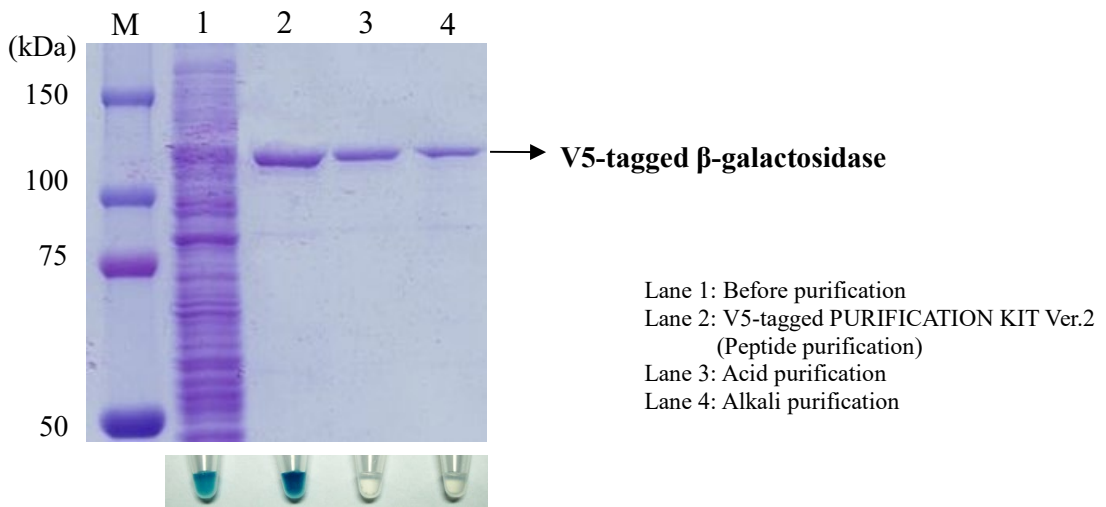 M 1 2 3 4
(kDa)
150
100
75
50
V5-tagged β-galactosidase
Lane 1: Before purification
Lane 2: V5-tagged PURIFICATION KIT Ver.2
(Peptide purification)
Lane 3: Acid purification
Lane 4: Alkali purification